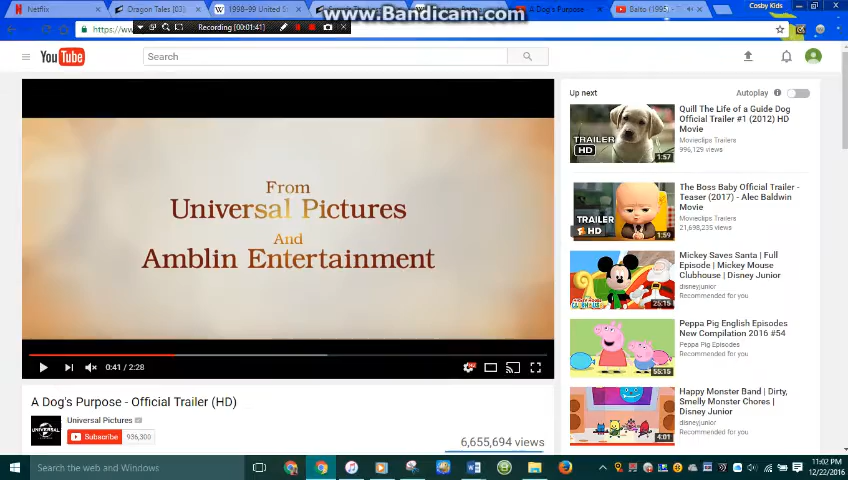 www.Bandicam.com
Cosby Kids
Netflix
Dragon Tales [03]
1998–99 United S
A Dog's Purpose
Balto (1995) - T
Recording [00:01:41]
https://w
YouTube
Search
From
Universal Pictures
And
Amblin Entertainment
0:41 / 2:28
A Dog's Purpose - Official Trailer (HD)
Universal Pictures
UNIVERSAL
Subscribe
936,300
6,655,694 views
Up next
Autoplay
TRAILER
HD
1:57
Quill The Life of a Guide Dog
Official Trailer #1 (2012) HD
Movie
Movieclips Trailers
996,129 views
TRAILER
HD
1:59
The Boss Baby Official Trailer -
Teaser (2017) - Alec Baldwin
Movie
Movieclips Trailers
21,698,235 views
25:15
Mickey Saves Santa | Full
Episode | Mickey Mouse
Clubhouse | Disney Junior
disneyjunior
Recommended for you
55:15
Peppa Pig English Episodes
New Compilation 2016 #54
Peppa Pig Episodes
Recommended for you
4:01
Happy Monster Band | Dirty,
Smelly Monster Chores |
Disney Junior
disneyjunior
Recommended for you
Search the web and Windows
11:02 PM
12/22/2016